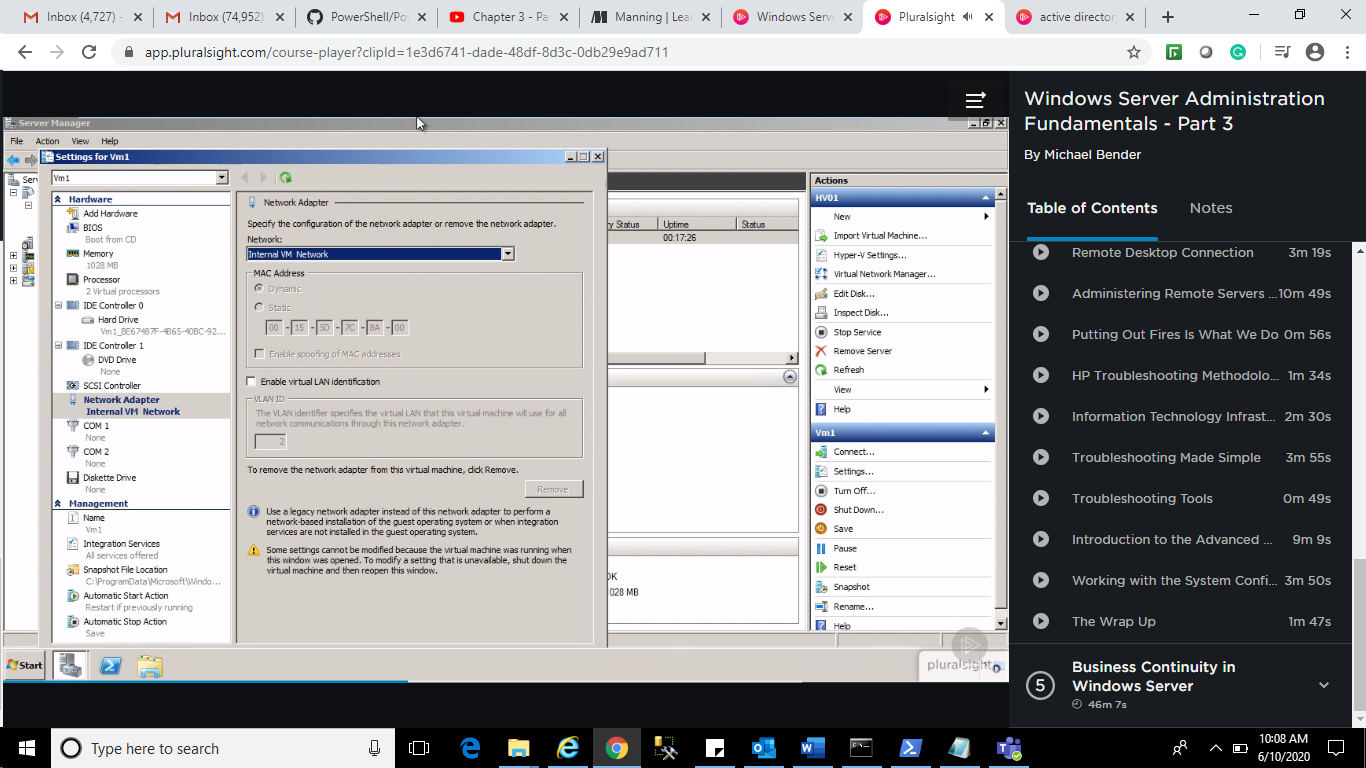 Inbox (4,727) -
Inbox (74,952)
PowerShell/Po
Chapter 3 - Pa
Manning | Lea
Windows Serv
Pluralsight
active director
app.pluralsight.com/course-player?clipId=1e3d6741-dade-48df-8d3c-0db29e9ad711
Server Manager
File Action View Help
Serv
Settings for Vm1
Vm1
Hardware
Add Hardware
BIOS
Boot from CD
Memory
1028 MB
Processor
2 Virtual processors
IDE Controller 0
Hard Drive
Vm1_BE67487F-4B65-40BC-92...
IDE Controller 1
DVD Drive
None
SCSI Controller
Network Adapter
Internal VM Network
COM 1
None
COM 2
None
Diskette Drive
None
Management
Name
Vm1
Integration Services
All services offered
Snapshot File Location
C:\ProgramData\Microsoft\Windo...
Automatic Start Action
Restart if previously running
Automatic Stop Action
Save
Network Adapter
Specify the configuration of the network adapter or remove the network adapter.
Network:
Internal VM Network
MAC Address
Dynamic
Static
00 - 15 - 5D - 7C - 8A - 00
Enable spoofing of MAC addresses
Enable virtual LAN identification
VLAN ID
The VLAN identifier specifies the virtual LAN that this virtual machine will use for all
network communications through this network adapter.
2
To remove the network adapter from this virtual machine, click Remove.
Remove
Use a legacy network adapter instead of this network adapter to perform a
network-based installation of the guest operating system or when integration
services are not installed in the guest operating system.
Some settings cannot be modified because the virtual machine was running when
this window was opened. To modify a setting that is unavailable, shut down the
virtual machine and then reopen this window.
ry Status Uptime Status
00:17:26
OK
028 MB
Actions
HV01
New
Import Virtual Machine...
Hyper-V Settings...
Virtual Network Manager...
Edit Disk...
Inspect Disk...
Stop Service
Remove Server
Refresh
View
Help
Vm1
Connect...
Settings...
Turn Off...
Shut Down...
Save
Pause
Reset
Snapshot
Rename...
Help
Start
pluralsight
Windows Server Administration
Fundamentals - Part 3
By Michael Bender
Table of Contents Notes
Remote Desktop Connection 3m 19s
Administering Remote Servers ... 10m 49s
Putting Out Fires Is What We Do 0m 56s
HP Troubleshooting Methodolo... 1m 34s
Information Technology Infrast... 2m 30s
Troubleshooting Made Simple 3m 55s
Troubleshooting Tools 0m 49s
Introduction to the Advanced ... 9m 9s
Working with the System Confi... 3m 50s
The Wrap Up 1m 47s
5
Business Continuity in
Windows Server
46m 7s
Type here to search
10:08 AM
6/10/2020